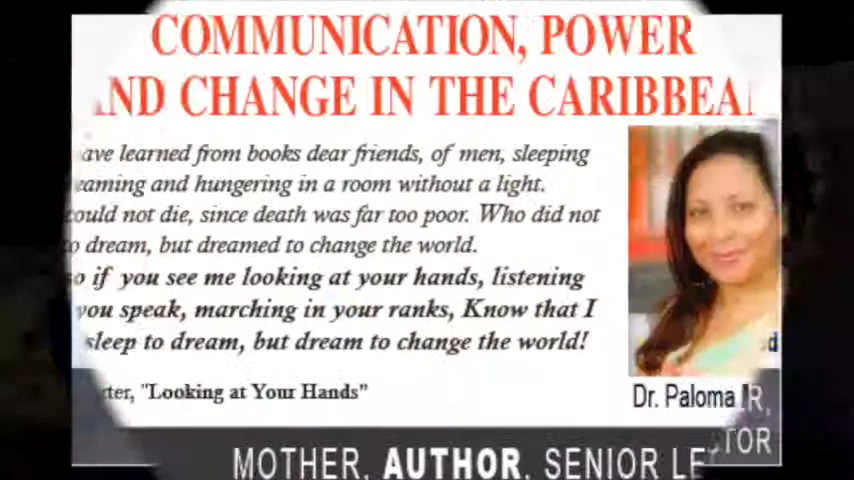 COMMUNICATION, POWER
ND CHANGE IN THE CARIBBEA
ave learned from books dear friends, of men, sleeping
eaming and hungering in a room without a light.
could not die, since death was far too poor. Who did not
o dream, but dreamed to change the world.
so if you see me looking at your hands, listening
you speak, marching in your ranks, Know that I
sleep to dream, but dream to change the world!
rter, "Looking at Your Hands"
Dr. Paloma
R,
TOR
MOTHER, AUTHOR, SENIOR LE